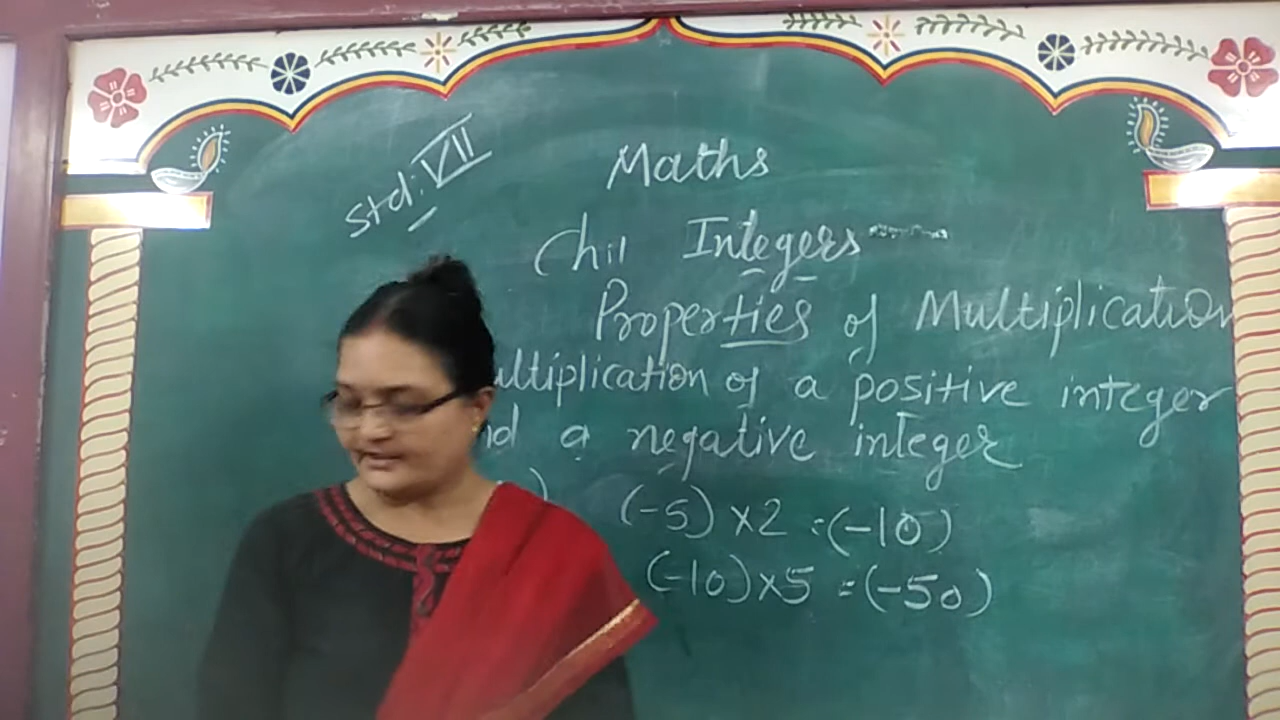 Std: VII
Maths
Ch:1 Integers
Properties of Multiplication
ultiplication of a positive integer
nd a negative integer
) (-5) x 2 = (-10)
(-10) x 5 = (-50)